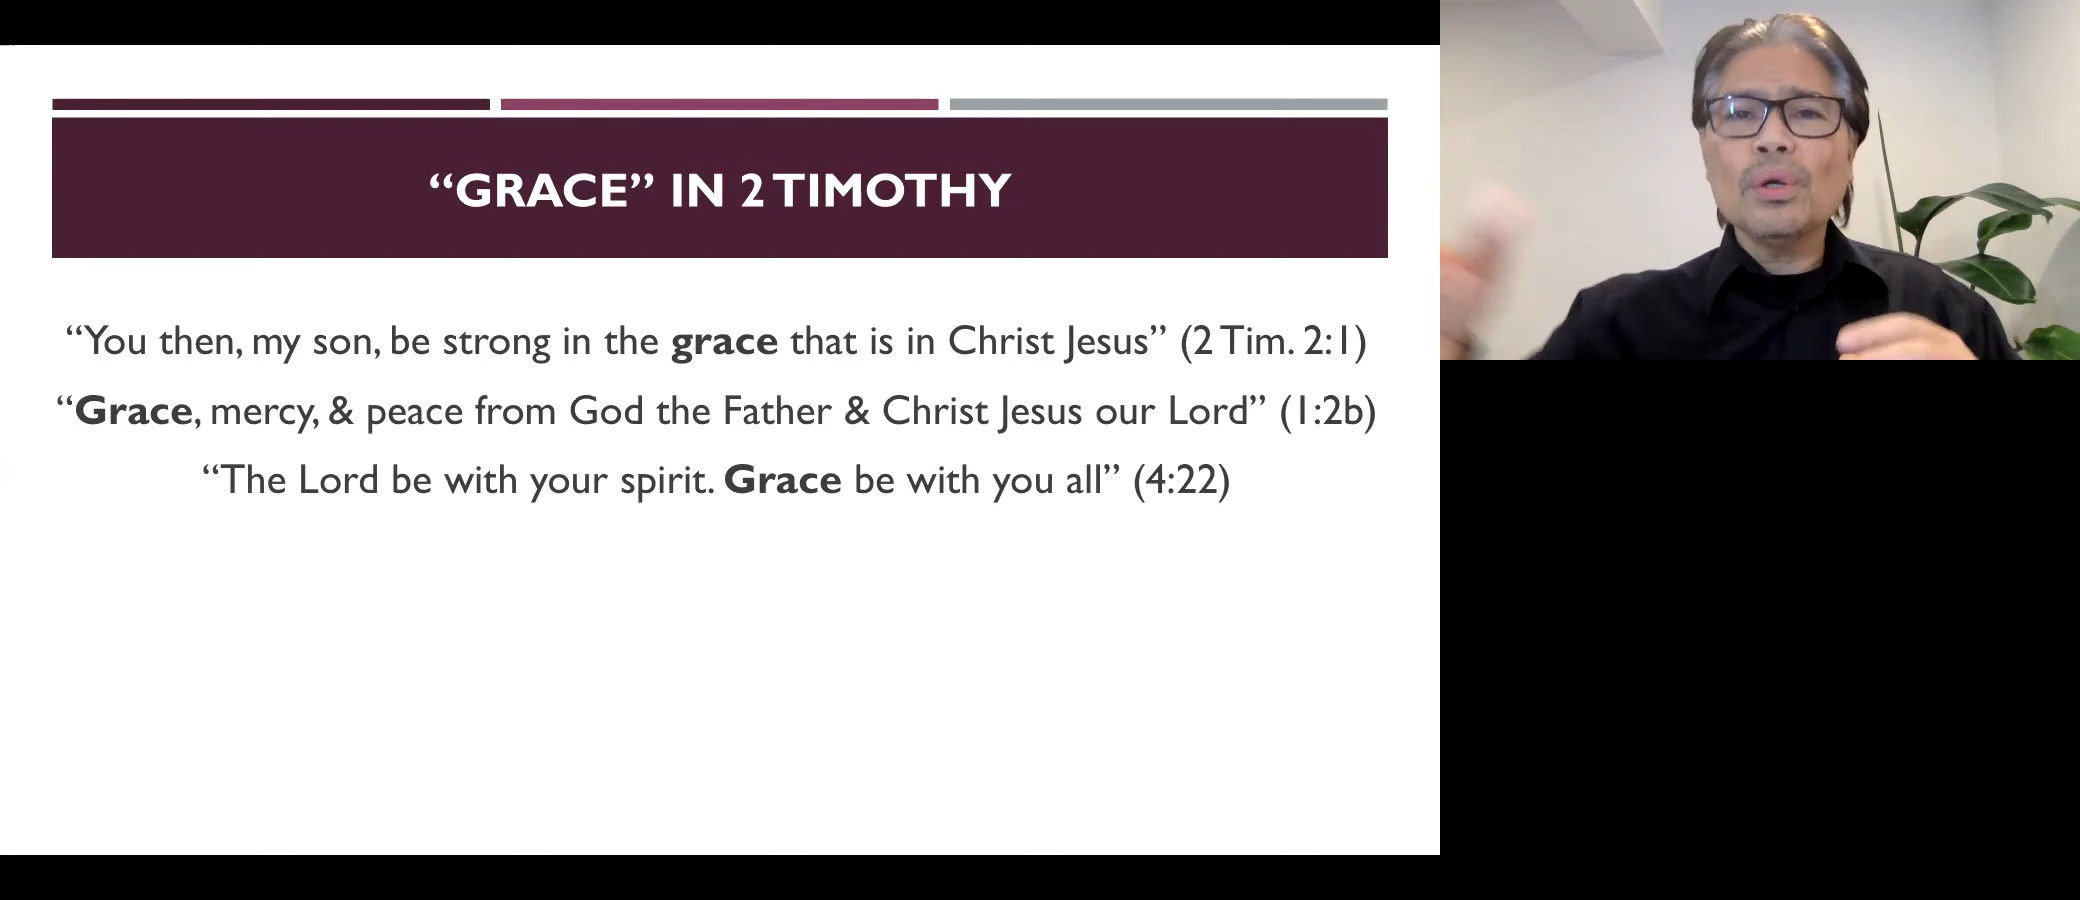 “GRACE” IN 2 TIMOTHY
“You then, my son, be strong in the grace that is in Christ Jesus” (2 Tim. 2:1)
“Grace, mercy, & peace from God the Father & Christ Jesus our Lord” (1:2b)
“The Lord be with your spirit. Grace be with you all” (4:22)